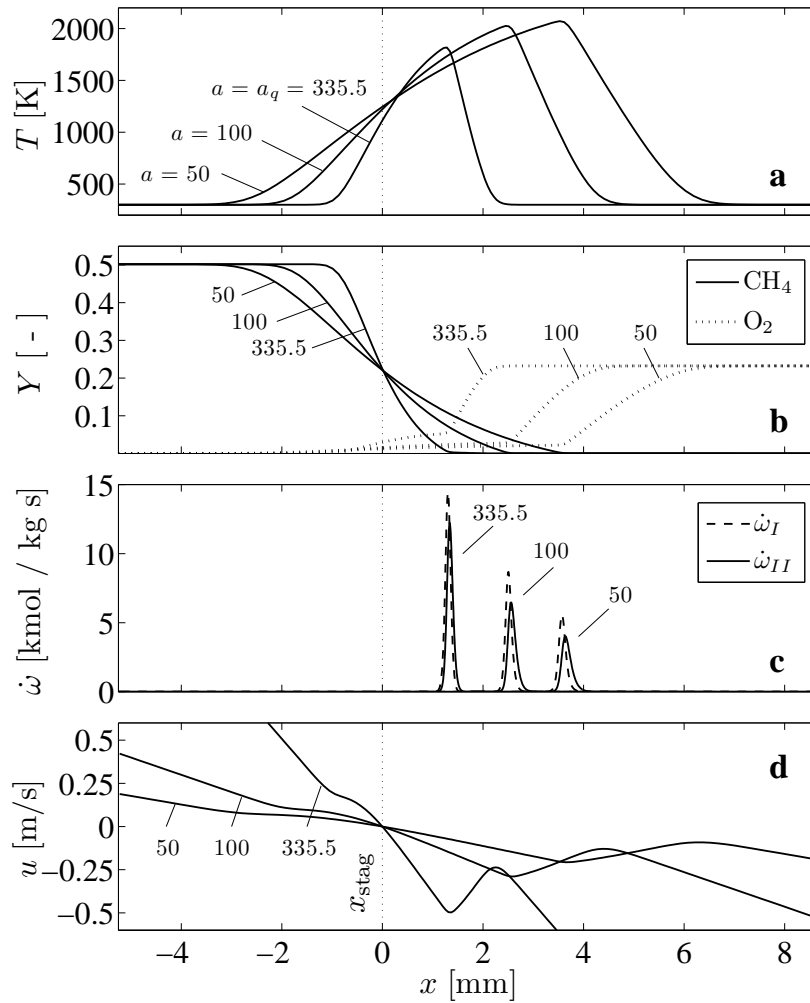 2000
1500
1000
500
T [K]
a = a_q = 335.5
a = 100
a = 50
a
0.5
0.4
0.3
0.2
0.1
Y [ - ]
50
100
335.5
335.5
100
50
CH₄
O₂
b
15
10
5
0
ω̇ [kmol / kg s]
335.5
100
50
ω̇_I
ω̇_II
c
0.5
0.25
0
−0.25
−0.5
u [m/s]
50
100
335.5
x_stag
d
−4
−2
0
2
4
6
8
x [mm]